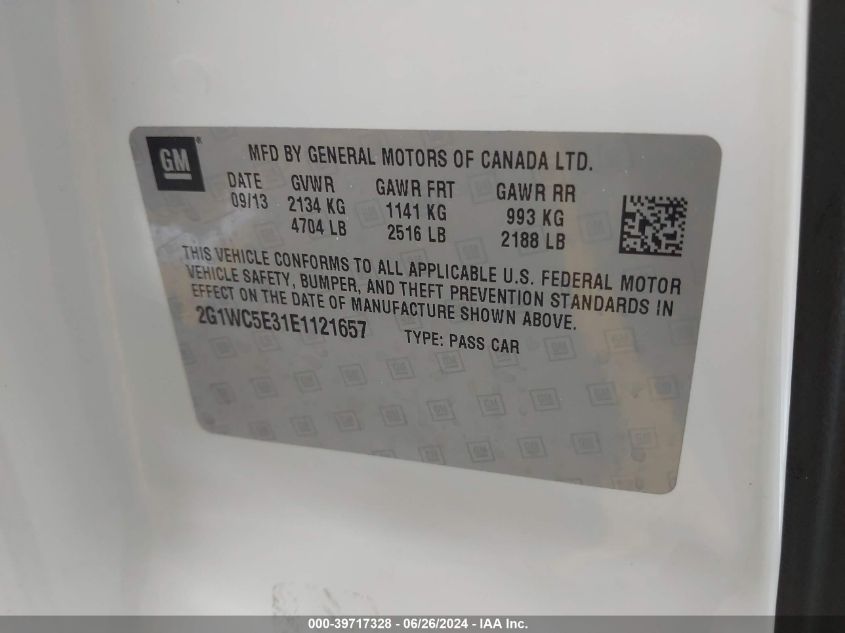 GM®
MFD BY GENERAL MOTORS OF CANADA LTD.
DATE GVWR GAWR FRT GAWR RR
09/13 2134 KG 1141 KG 993 KG
4704 LB 2516 LB 2188 LB
THIS VEHICLE CONFORMS TO ALL APPLICABLE U.S. FEDERAL MOTOR
VEHICLE SAFETY, BUMPER, AND THEFT PREVENTION STANDARDS IN
EFFECT ON THE DATE OF MANUFACTURE SHOWN ABOVE.
2G1WC5E31E1121657 TYPE: PASS CAR
000-39717328 - 06/26/2024 - IAA Inc.